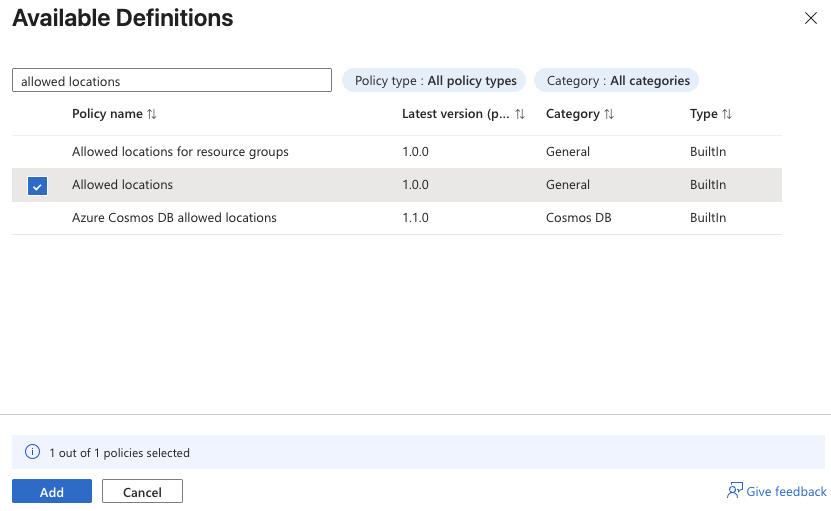 Available Definitions
allowed locations
Policy type : All policy types
Category : All categories
Policy name Latest version (p... Category Type
Allowed locations for resource groups 1.0.0 General BuiltIn
Allowed locations 1.0.0 General BuiltIn
Azure Cosmos DB allowed locations 1.1.0 Cosmos DB BuiltIn
1 out of 1 policies selected
Add Cancel Give feedback